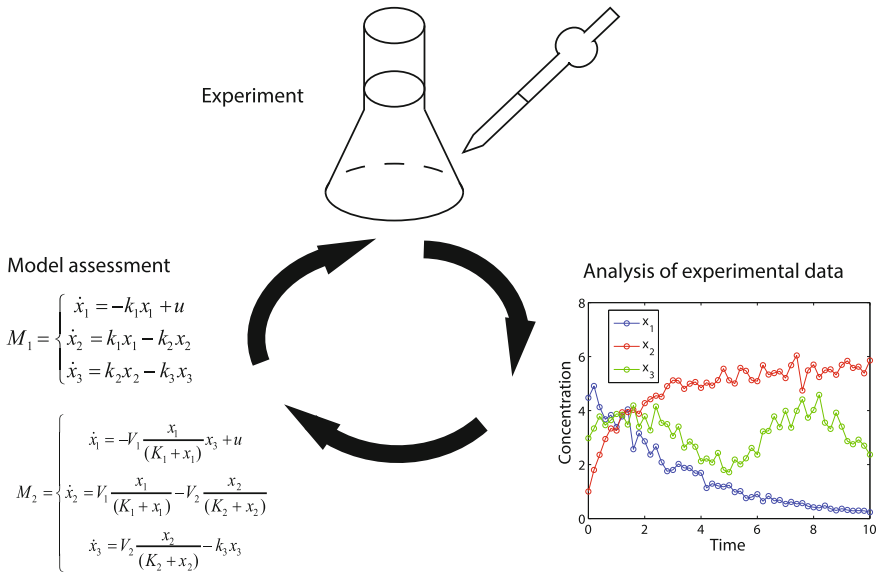 Experiment
Model assessment
M₁ = { ẋ₁ = −k₁x₁ + u
ẋ₂ = k₁x₁ − k₂x₂
ẋ₃ = k₂x₂ − k₃x₃
M₂ = { ẋ₁ = −V₁ x₁/(K₁ + x₁) x₃ + u
ẋ₂ = V₁ x₁/(K₁ + x₁) − V₂ x₂/(K₂ + x₂)
ẋ₃ = V₂ x₂/(K₂ + x₂) − k₃x₃
Analysis of experimental data
8
6
4
2
0
Concentration
x₁
x₂
x₃
0 2 4 6 8 10
Time